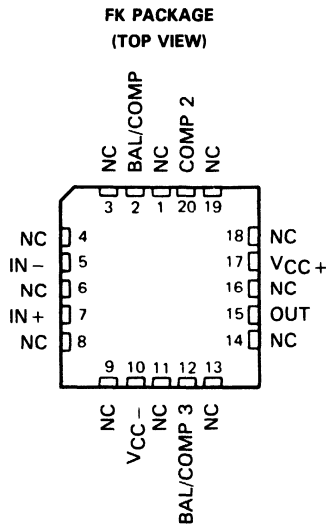 FK PACKAGE
(TOP VIEW)
NC
BAL/COMP
NC
COMP 2
NC
3 2 1 20 19
NC 4
IN − 5
NC 6
IN + 7
NC 8
18 NC
17 VCC +
16 NC
15 OUT
14 NC
9 10 11 12 13
NC
VCC −
NC
BAL/COMP 3
NC